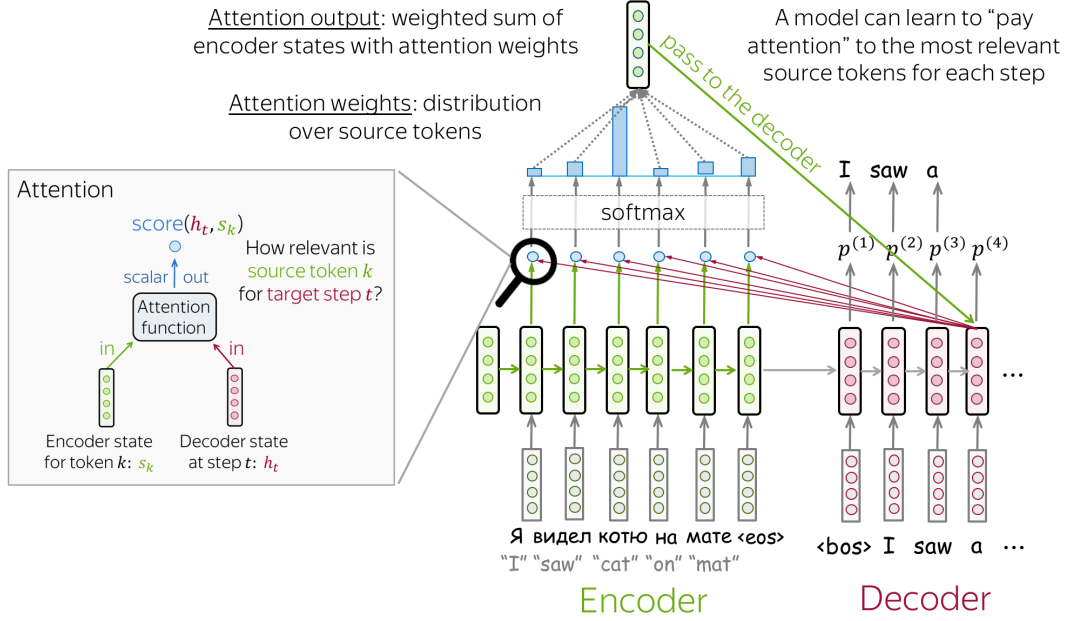 Attention output: weighted sum of
encoder states with attention weights
A model can learn to “pay
attention” to the most relevant
source tokens for each step
pass to the decoder
Attention weights: distribution
over source tokens
softmax
I saw a
p(1) p(2) p(3) p(4)
Attention
score(ht, sk)
How relevant is
source token k
for target step t?
scalar out
Attention
function
in in
Encoder state
for token k: sk
Decoder state
at step t: ht
...
Я видел котю на мате <eos>
“I” “saw” “cat” “on” “mat”
<bos> I saw a ...
Encoder
Decoder